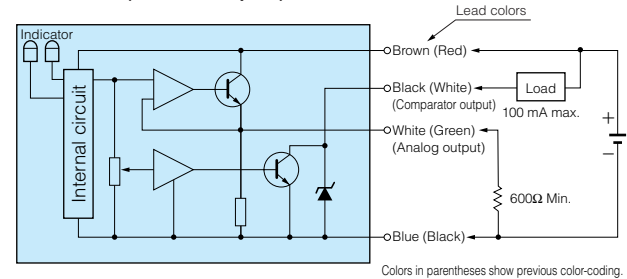 Lead colors
Indicator
Internal circuit
Brown (Red)
Black (White)
(Comparator output)
Load
100 mA max.
White (Green)
(Analog output)
+
−
600Ω Min.
Blue (Black)
Colors in parentheses show previous color-coding.